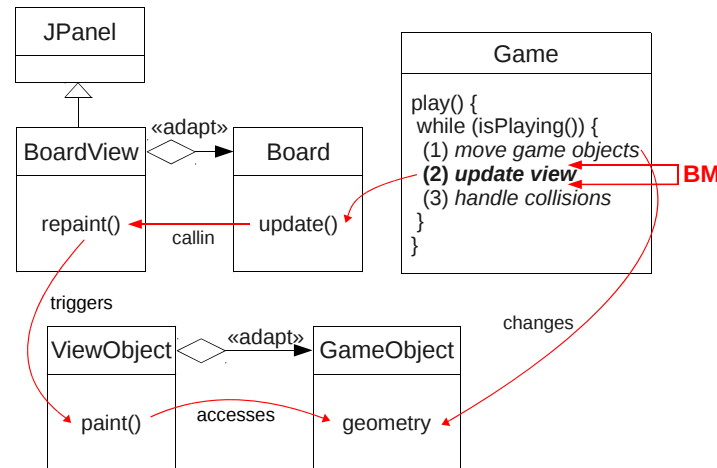 JPanel
Game
play() {
while (isPlaying()) {
(1) move game objects
(2) update view
(3) handle collisions
}
}
BM
«adapt»
BoardView
Board
repaint()
callin
update()
triggers
changes
«adapt»
ViewObject
GameObject
paint()
accesses
geometry